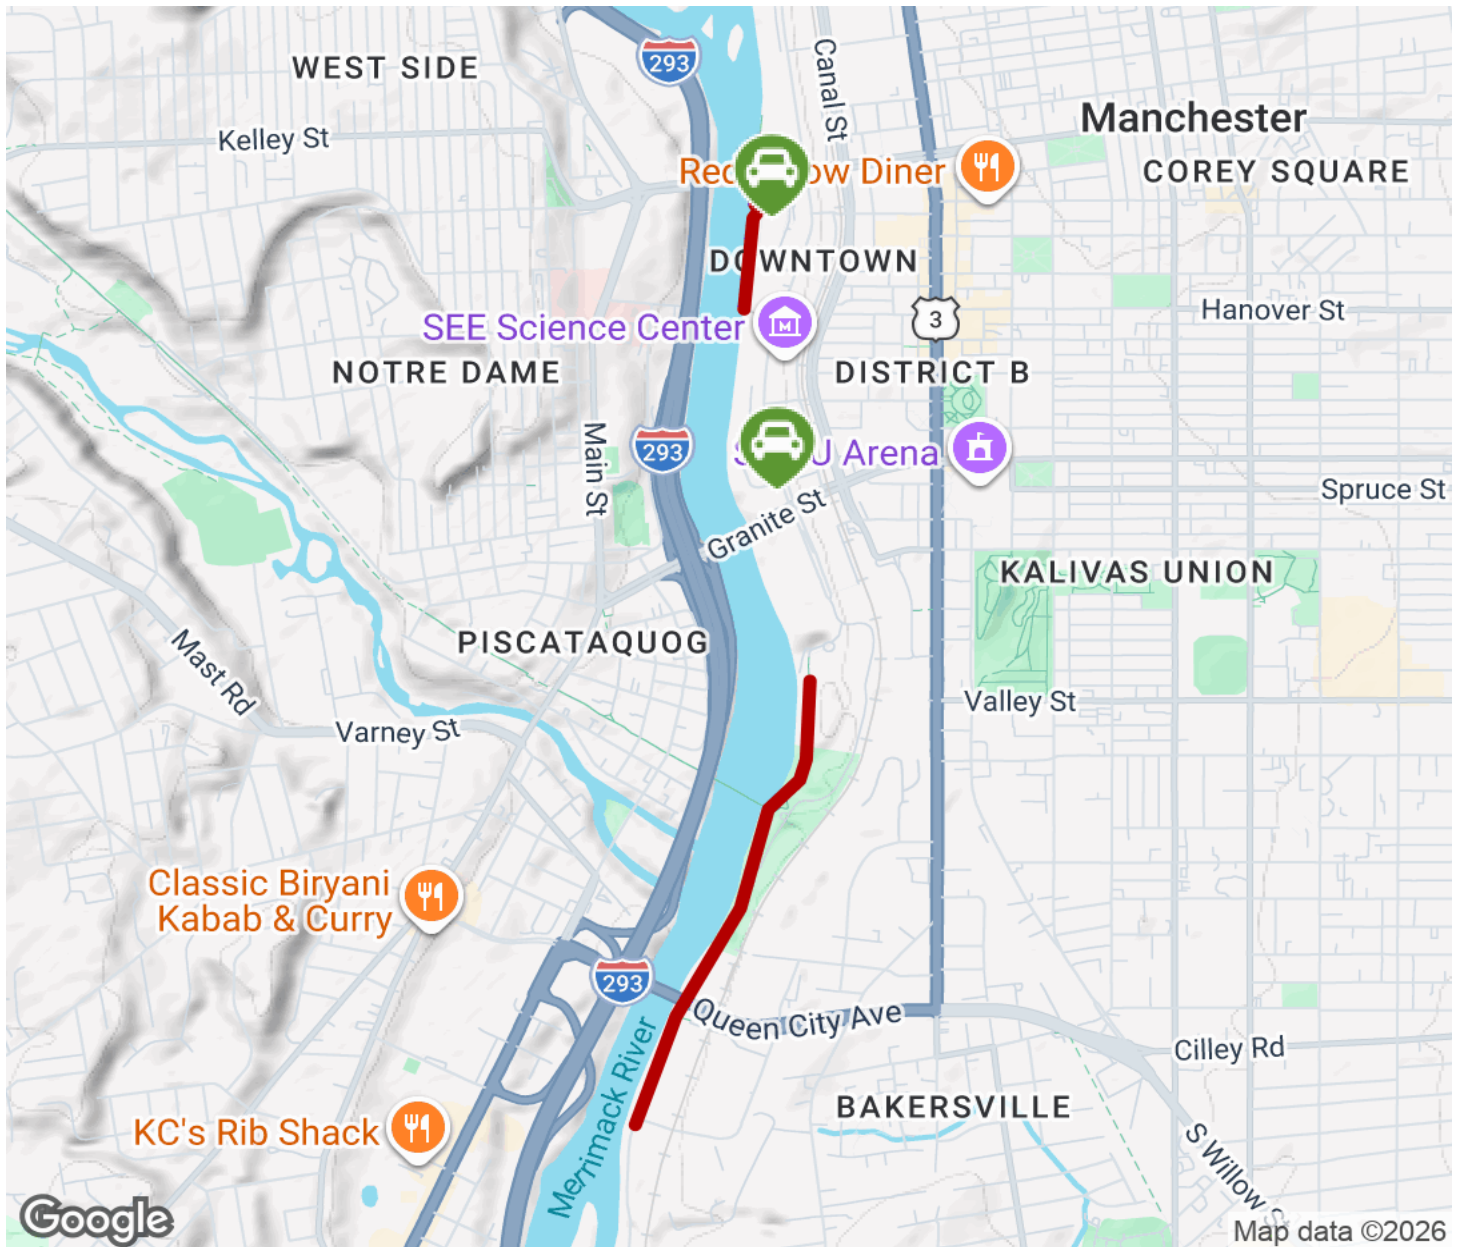 293
WEST SIDE
Canal St
Manchester
Kelley St
Red
ow Diner
COREY SQUARE
DOWNTOWN
Hanover St
SEE Science Center
3
NOTRE DAME
DISTRICT B
Main St
293
U Arena
Spruce St
Granite St
KALIVAS UNION
PISCATAQUOG
Mast Rd
Valley St
Varney St
Classic Biryani
Kabab & Curry
293
Queen City Ave
Merrimack River
Cilley Rd
BAKERSVILLE
KC's Rib Shack
S Willow S
Google
Map data ©2026